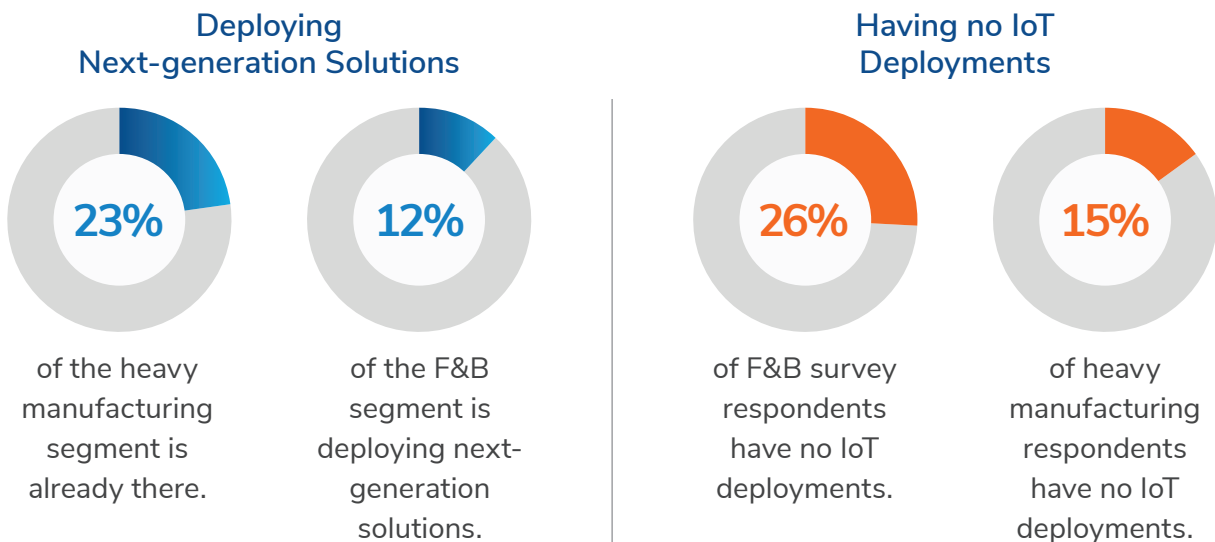 Deploying
Next-generation Solutions
23%
of the heavy
manufacturing
segment is
already there.
12%
of the F&B
segment is
deploying next-
generation
solutions.
Having no IoT
Deployments
26%
of F&B survey
respondents
have no IoT
deployments.
15%
of heavy
manufacturing
respondents
have no IoT
deployments.